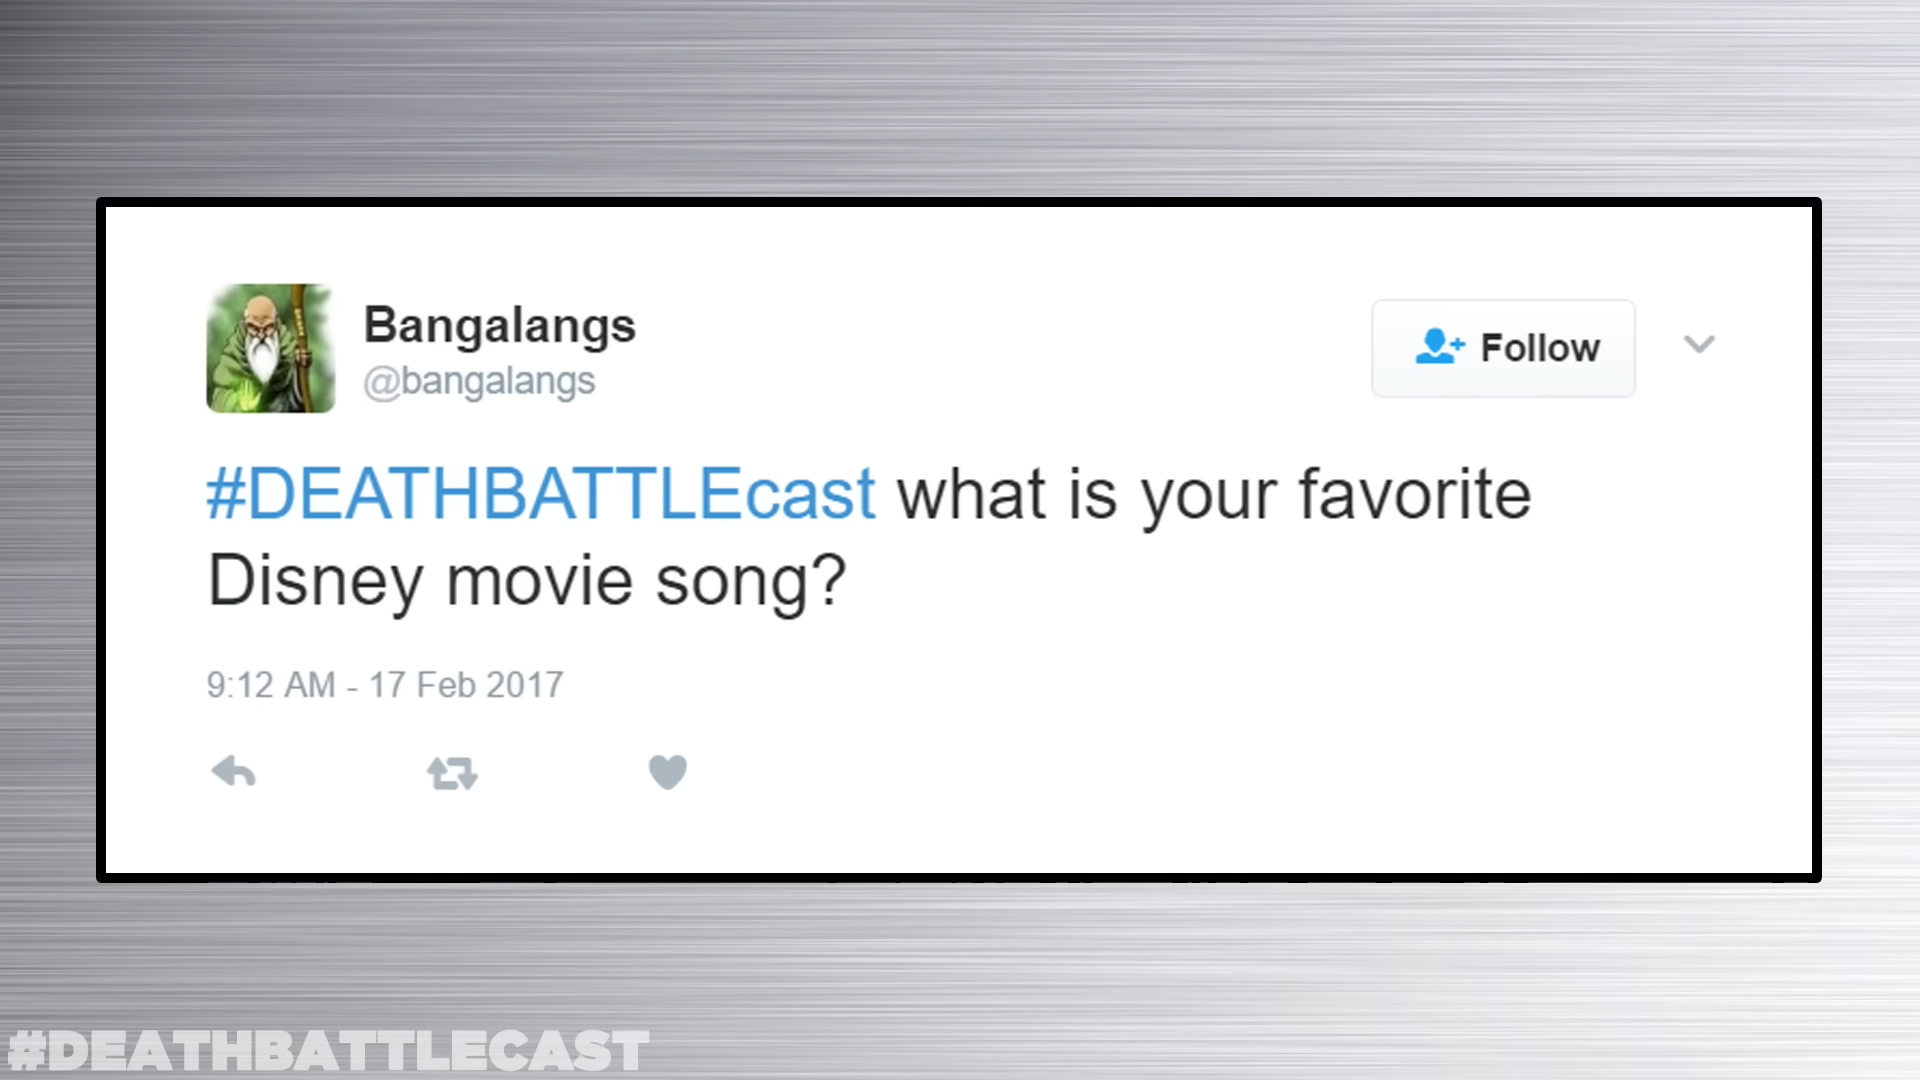 Bangalangs
@bangalangs
Follow
#DEATHBATTLEcast what is your favorite
Disney movie song?
9:12 AM - 17 Feb 2017
#DEATHBATTLECAST